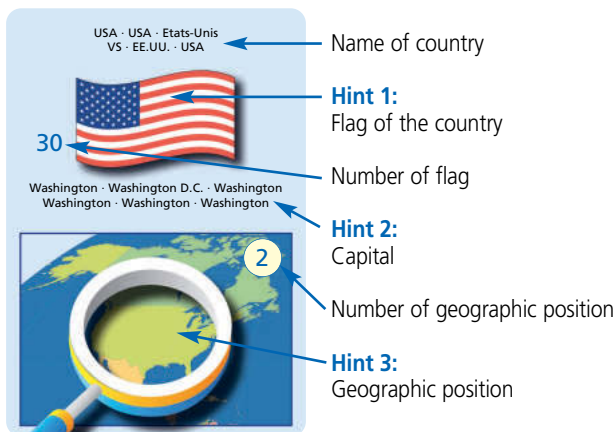 USA · USA · Etats-Unis
VS · EE.UU. · USA
Name of country
Hint 1:
Flag of the country
30
Number of flag
Washington · Washington D.C. · Washington
Washington · Washington · Washington
Hint 2:
Capital
2
Number of geographic position
Hint 3:
Geographic position